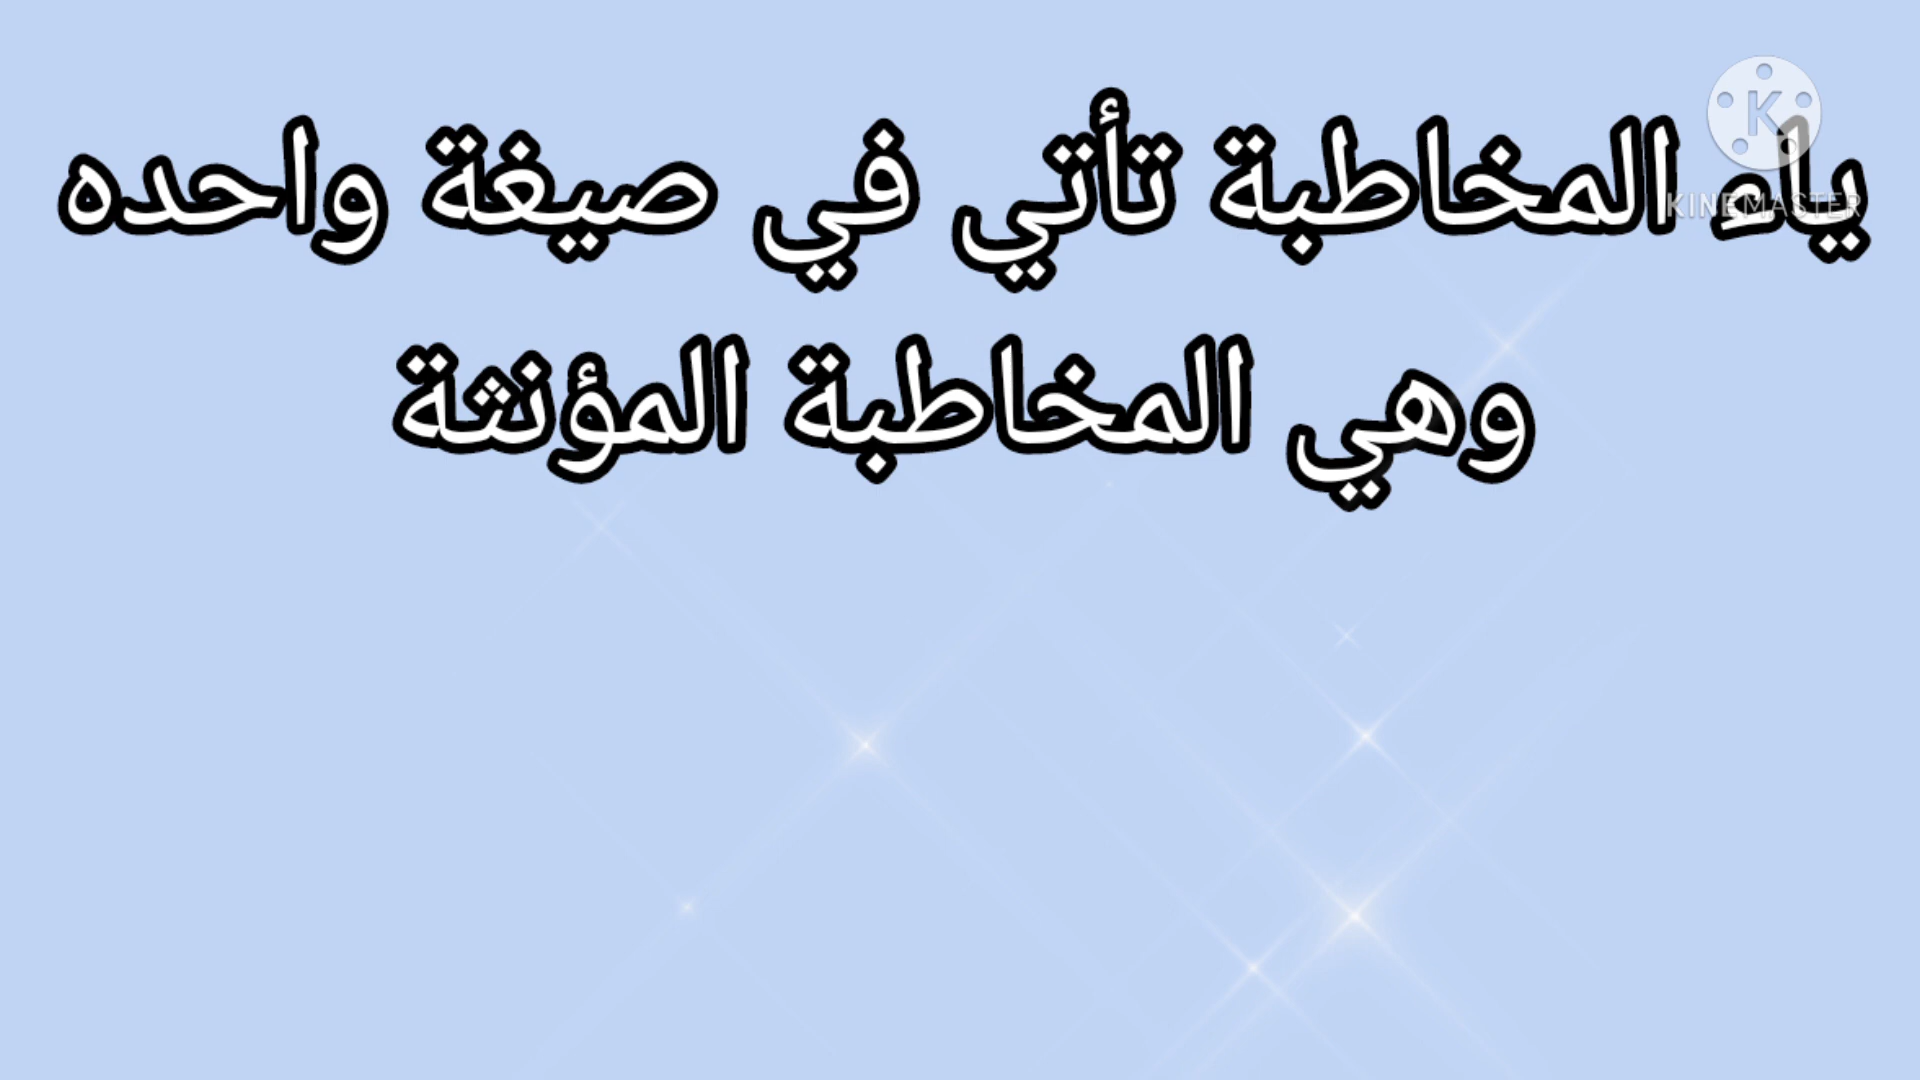 ياءِ المخاطبة تأتي في صيغة واحده
وهي المخاطبة المؤنثة
K
KINEMASTER